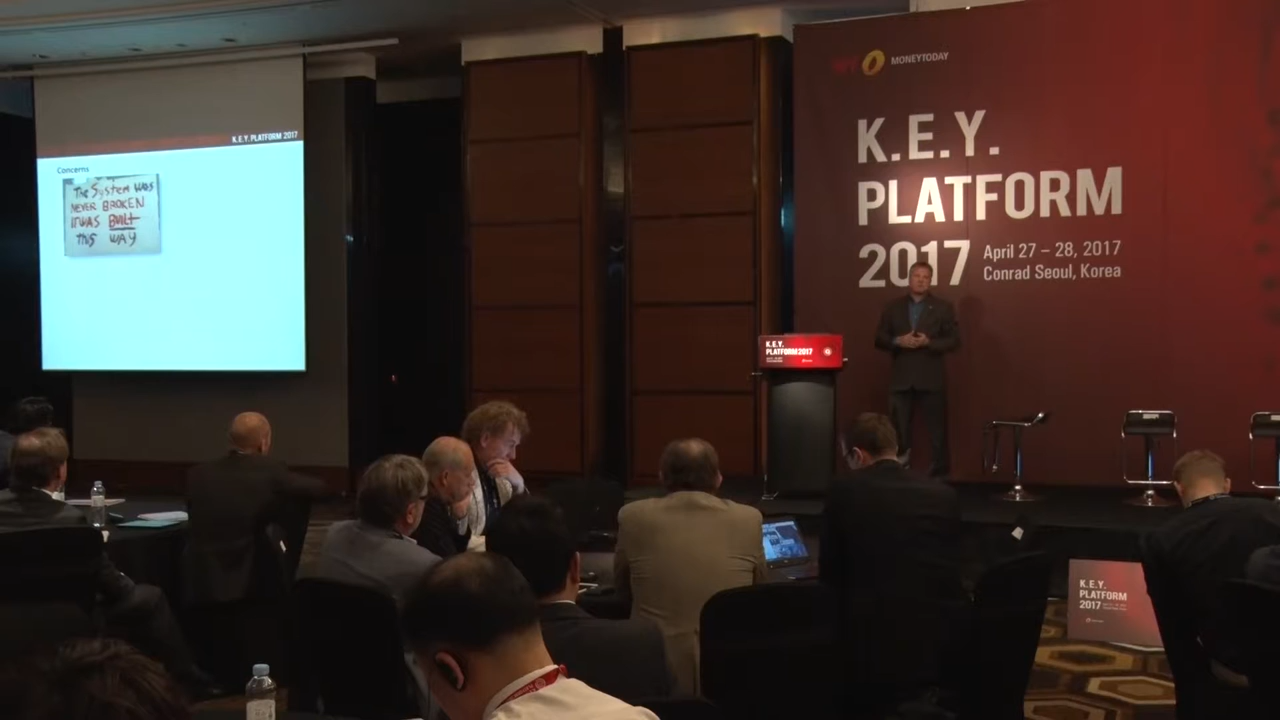 K.E.Y. PLATFORM 2017
Concerns
The System was
NEVER BROKEN
IT WAS BUILT
THIS WAY
MONEYTODAY
K.E.Y.
PLATFORM
2017
April 27 – 28, 2017
Conrad Seoul, Korea
K.E.Y.
PLATFORM 2017
K.E.Y.
PLATFORM
2017